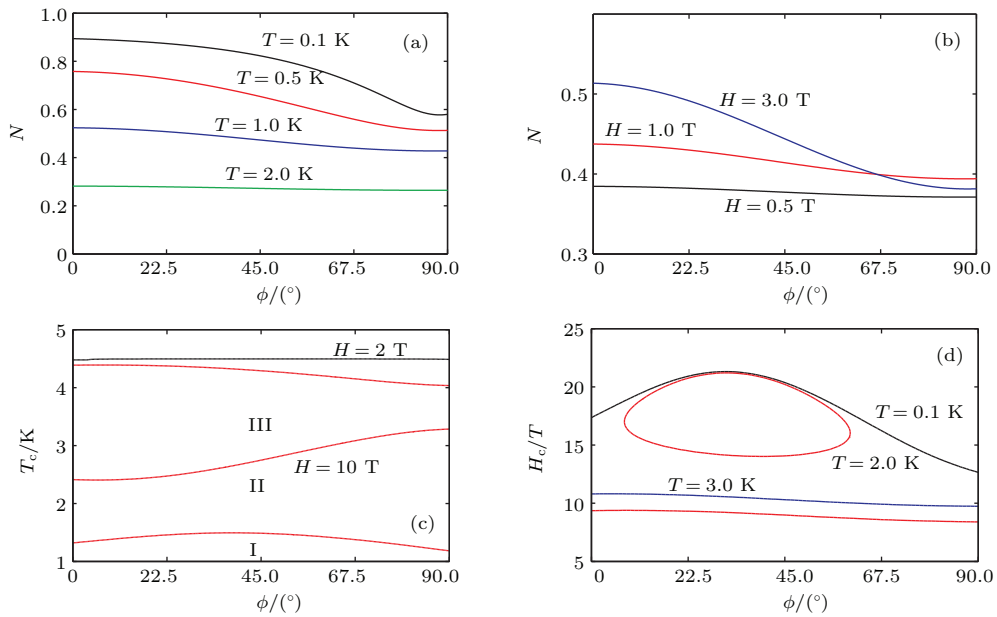 1.0
0.8
0.6
0.4
0.2
0
N
T = 0.1 K
(a)
T = 0.5 K
T = 1.0 K
T = 2.0 K
0 22.5 45.0 67.5 90.0
ϕ/(°)
0.5
0.4
0.3
N
(b)
H = 3.0 T
H = 1.0 T
H = 0.5 T
0 22.5 45.0 67.5 90.0
ϕ/(°)
5
4
3
2
1
Tc/K
H = 2 T
III
H = 10 T
II
(c)
I
0 22.5 45.0 67.5 90.0
ϕ/(°)
25
20
15
10
5
Hc/T
(d)
T = 0.1 K
T = 2.0 K
T = 3.0 K
0 22.5 45.0 67.5 90.0
ϕ/(°)